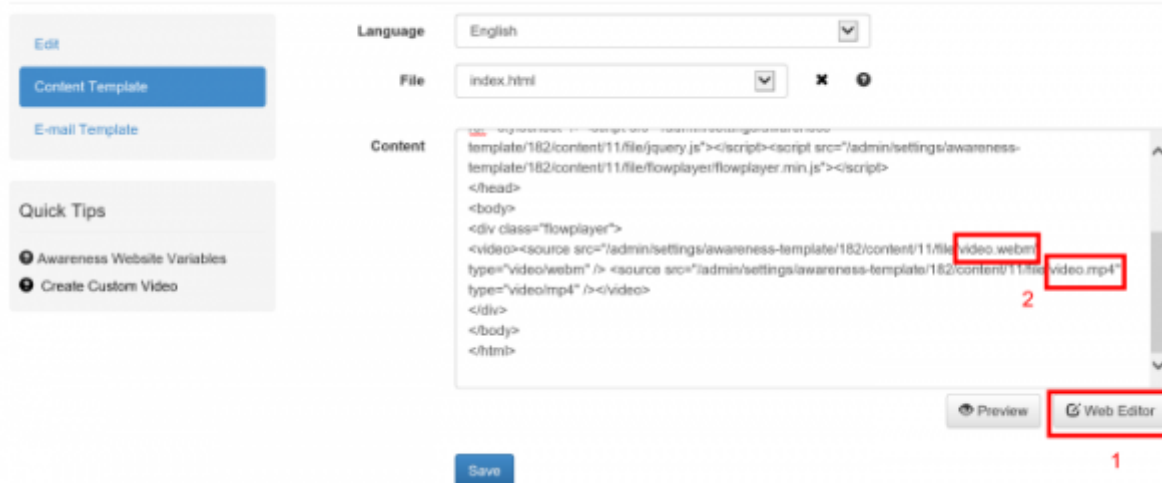 Edit
Content Template
E-mail Template
Quick Tips
Awareness Website Variables
Create Custom Video
Language English
File index.html
Content
template/182/content/11/file/jquery.js"></script><script src="/admin/settings/awareness-
template/182/content/11/file/flowplayer/flowplayer.min.js"></script>
</head>
<body>
<div class="flowplayer">
<video><source src="/admin/settings/awareness-template/182/content/11/file/video.webm"
type="video/webm" /> <source src="/admin/settings/awareness-template/182/content/11/file/video.mp4"
type="video/mp4" /></video>
</div>
</body>
</html>
2
Preview
Web Editor
1
Save